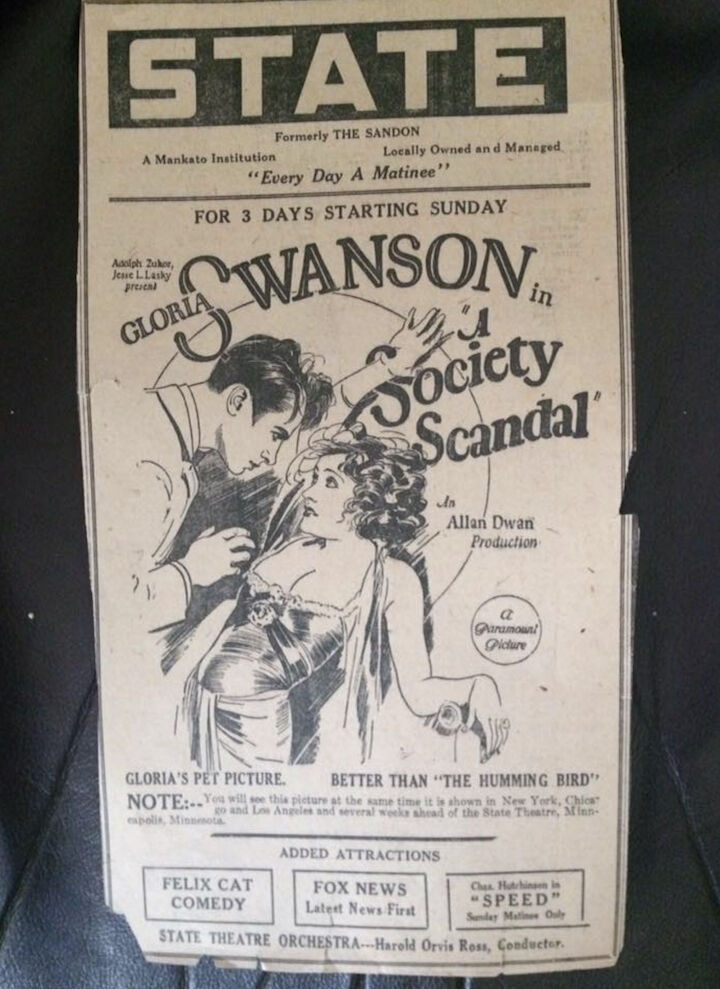 STATE
Formerly THE SANDON
A Mankato Institution Locally Owned and Managed
"Every Day A Matinee"
FOR 3 DAYS STARTING SUNDAY
Adolph Zukor,
Jesse L. Lasky
present
GLORIA SWANSON in
"A
Society
Scandal"
An
Allan Dwan
Production
a
Paramount
Picture
GLORIA'S PET PICTURE. BETTER THAN "THE HUMMING BIRD"
NOTE:--You will see this picture at the same time it is shown in New York, Chica-
go and Los Angeles and several weeks ahead of the State Theatre, Minn-
eapolis, Minnesota.
ADDED ATTRACTIONS
FELIX CAT
COMEDY
FOX NEWS
Latest News First
Chas. Hutchinson in
"SPEED"
Sunday Matinee Only
STATE THEATRE ORCHESTRA---Harold Orvis Ross, Conductor.